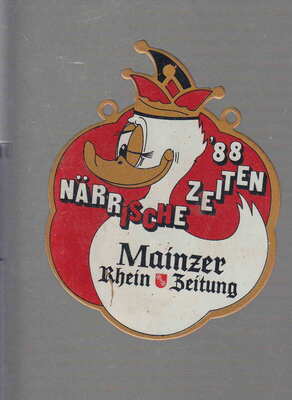 '88
NÄRRISCHE ZEITEN
Mainzer
Rhein Zeitung